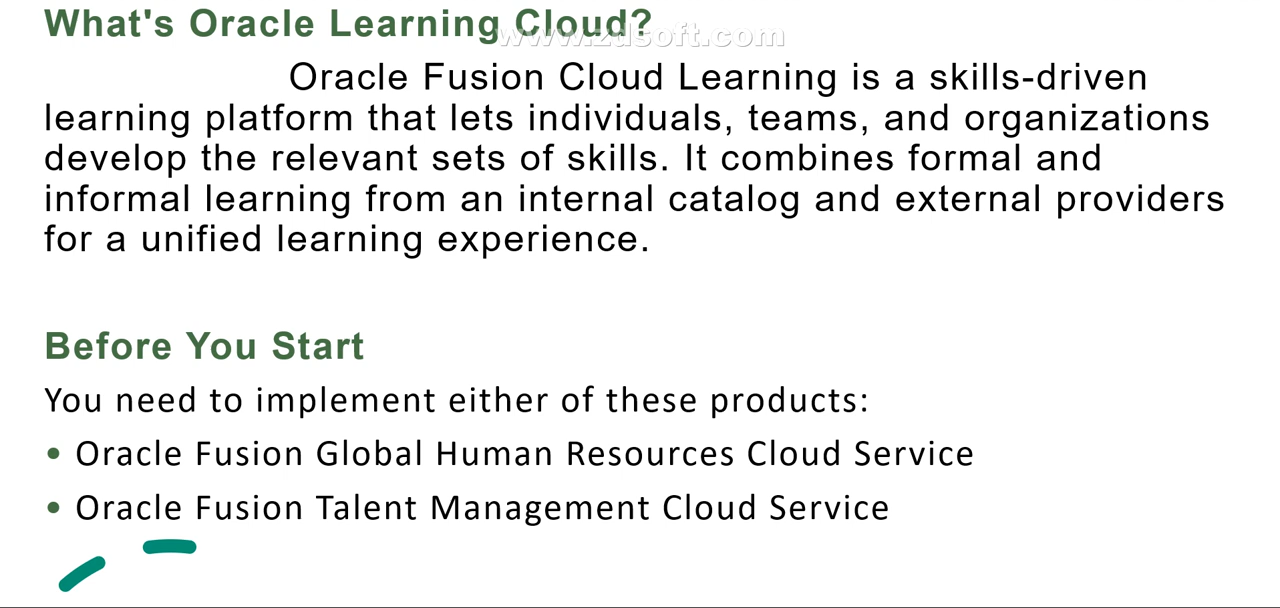 What's Oracle Learning Cloud?
www.zdsoft.com
Oracle Fusion Cloud Learning is a skills-driven
learning platform that lets individuals, teams, and organizations
develop the relevant sets of skills. It combines formal and
informal learning from an internal catalog and external providers
for a unified learning experience.
Before You Start
You need to implement either of these products:
• Oracle Fusion Global Human Resources Cloud Service
• Oracle Fusion Talent Management Cloud Service